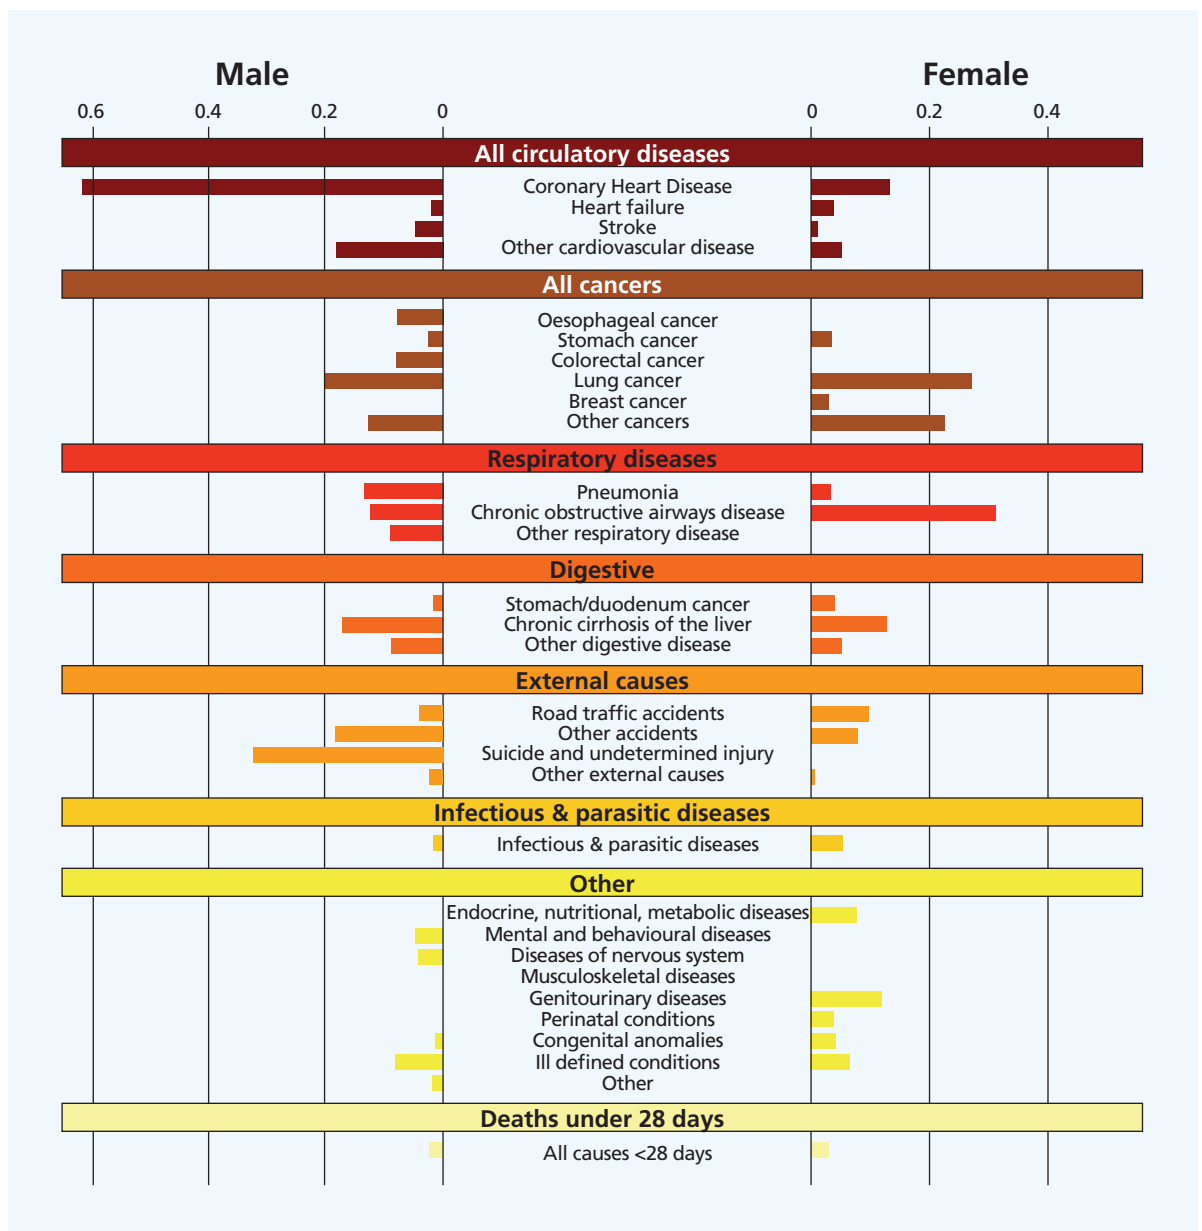 Male
Female
0.6 0.4 0.2 0 0 0.2 0.4
All circulatory diseases
Coronary Heart Disease
Heart failure
Stroke
Other cardiovascular disease
All cancers
Oesophageal cancer
Stomach cancer
Colorectal cancer
Lung cancer
Breast cancer
Other cancers
Respiratory diseases
Pneumonia
Chronic obstructive airways disease
Other respiratory disease
Digestive
Stomach/duodenum cancer
Chronic cirrhosis of the liver
Other digestive disease
External causes
Road traffic accidents
Other accidents
Suicide and undetermined injury
Other external causes
Infectious & parasitic diseases
Infectious & parasitic diseases
Other
Endocrine, nutritional, metabolic diseases
Mental and behavioural diseases
Diseases of nervous system
Musculoskeletal diseases
Genitourinary diseases
Perinatal conditions
Congenital anomalies
Ill defined conditions
Other
Deaths under 28 days
All causes <28 days